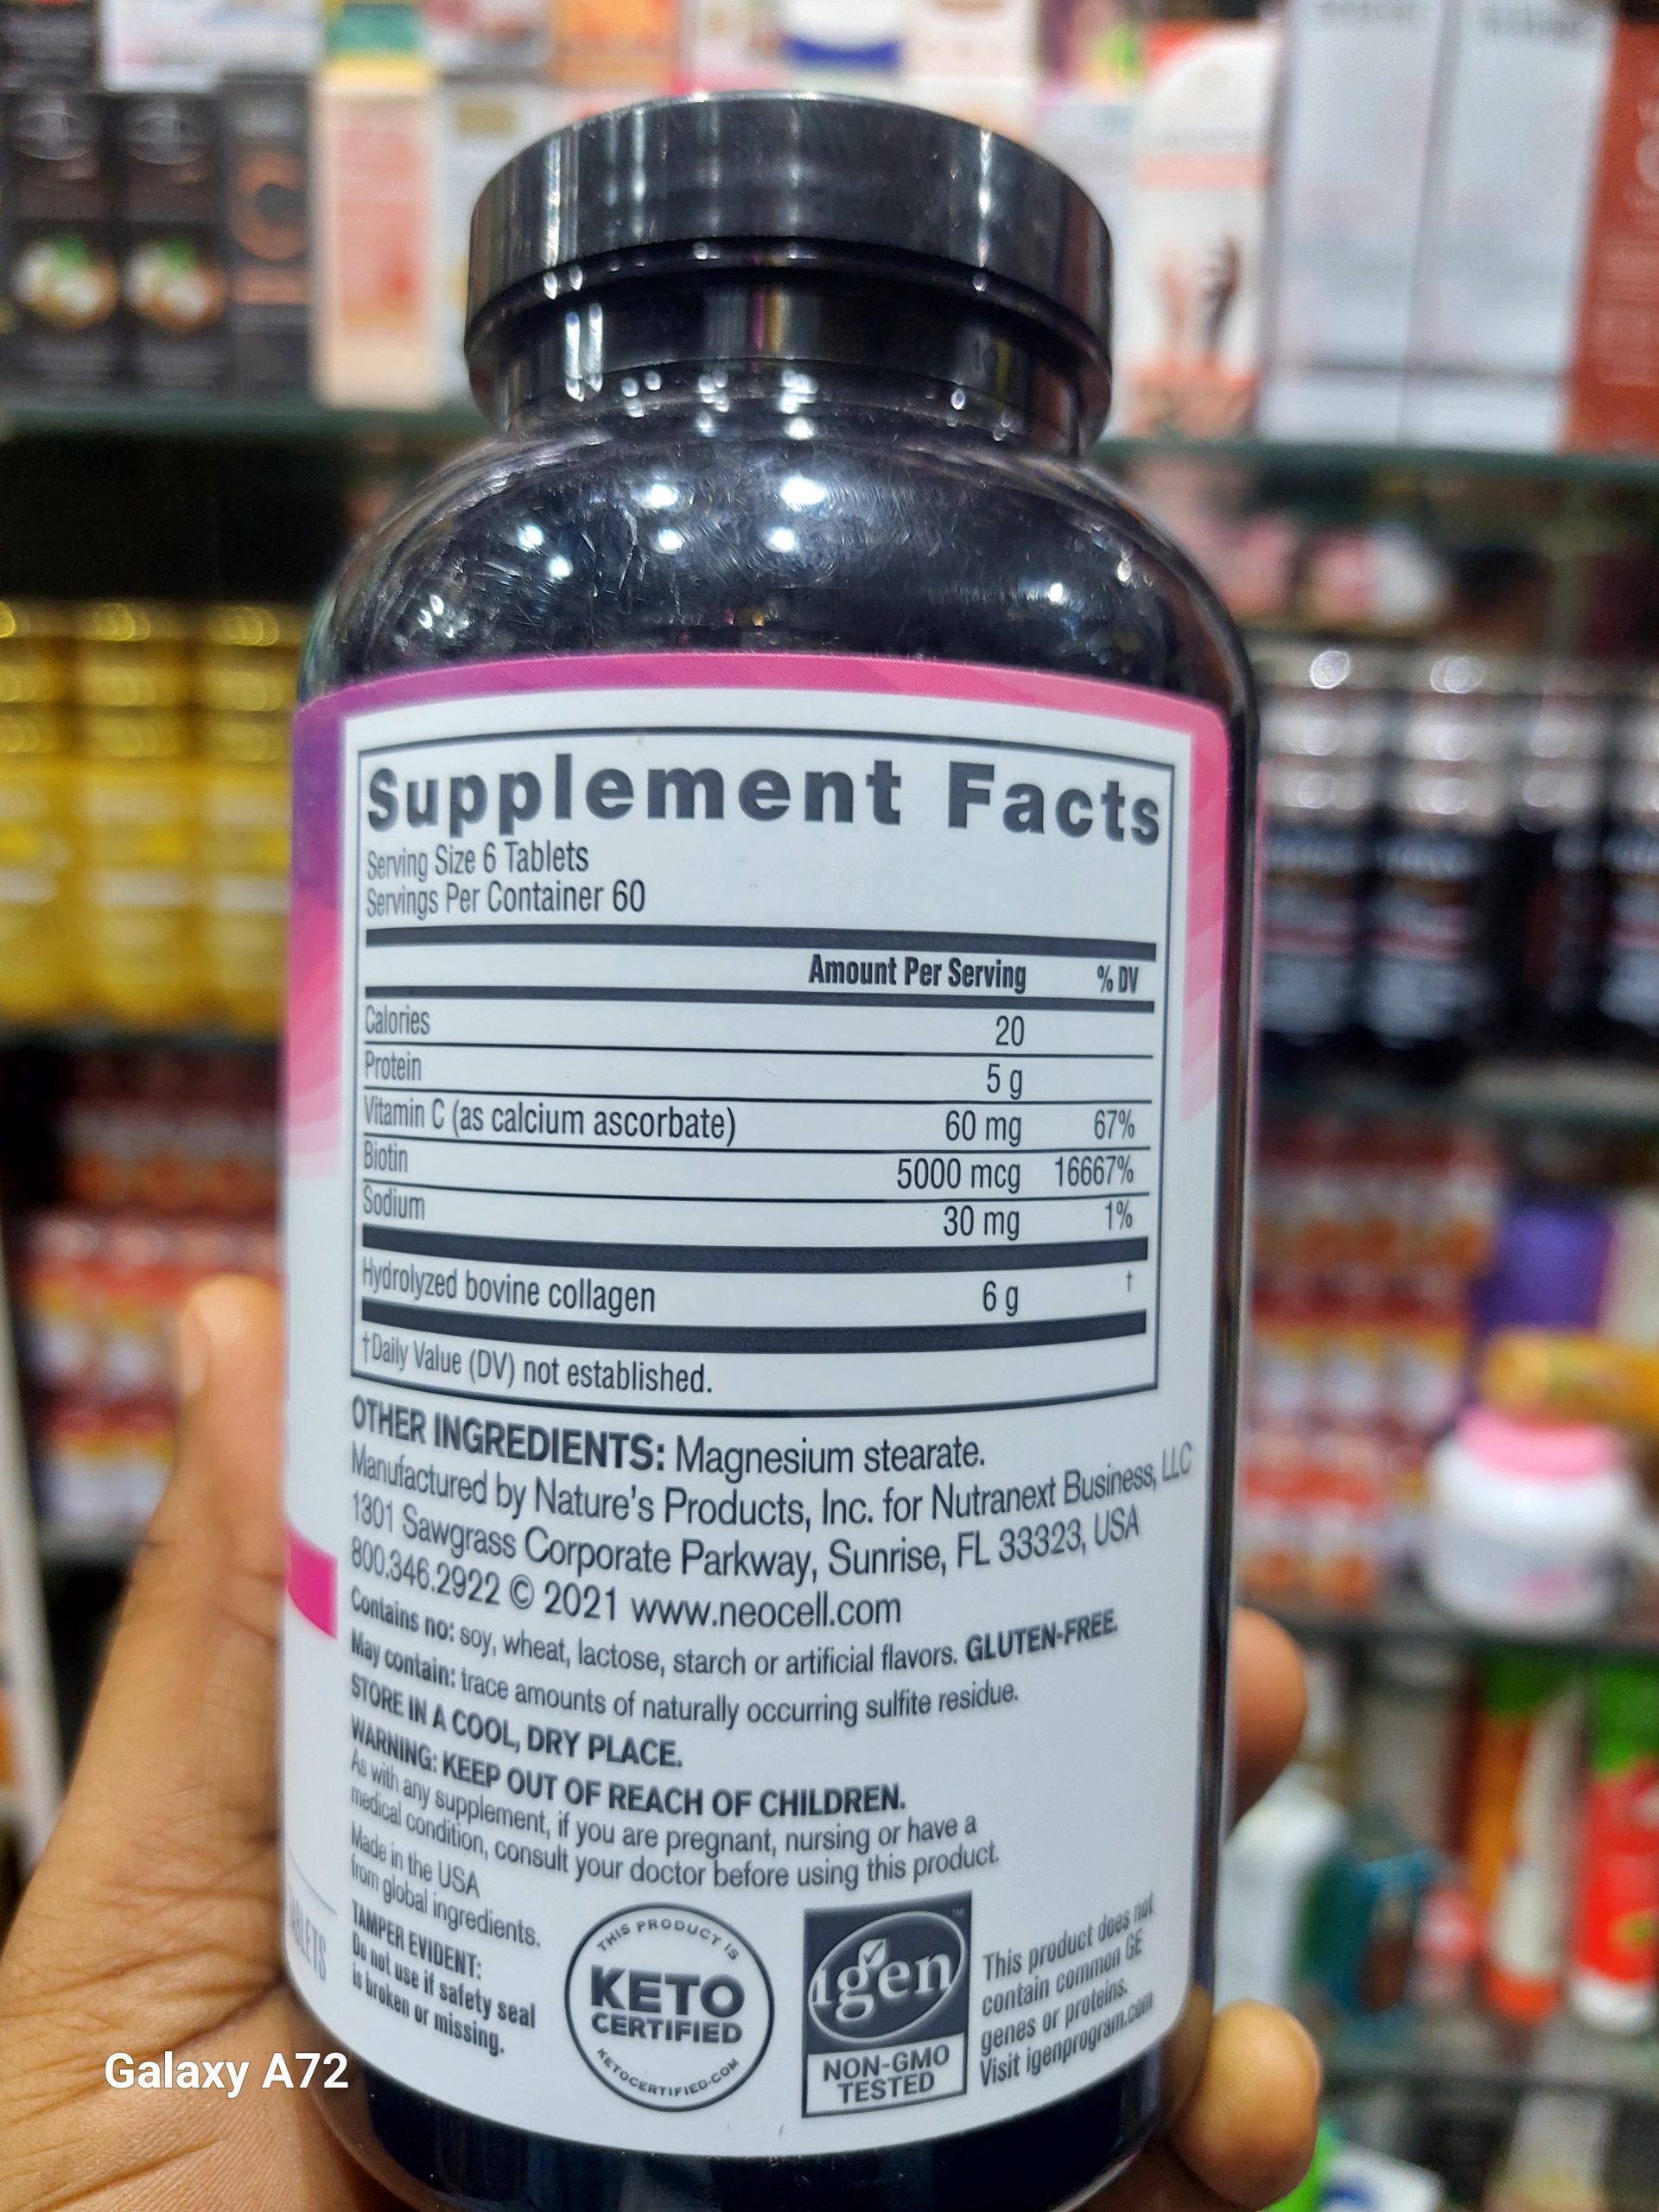 Supplement Facts
Serving Size 6 Tablets
Servings Per Container 60
Amount Per Serving % DV
Calories 20
Protein 5 g
Vitamin C (as calcium ascorbate) 60 mg 67%
Biotin 5000 mcg 16667%
Sodium 30 mg 1%
Hydrolyzed bovine collagen 6 g †
†Daily Value (DV) not established.
OTHER INGREDIENTS: Magnesium stearate.
Manufactured by Nature's Products, Inc. for Nutranext Business, LLC
1301 Sawgrass Corporate Parkway, Sunrise, FL 33323, USA
800.346.2922 © 2021 www.neocell.com
Contains no: soy, wheat, lactose, starch or artificial flavors. GLUTEN-FREE.
May contain: trace amounts of naturally occurring sulfite residue.
STORE IN A COOL, DRY PLACE.
WARNING: KEEP OUT OF REACH OF CHILDREN.
As with any supplement, if you are pregnant, nursing or have a
medical condition, consult your doctor before using this product.
Made in the USA
from global ingredients.
TAMPER EVIDENT:
Do not use if safety seal
is broken or missing.
THIS PRODUCT IS
KETO
CERTIFIED
KETOCERTIFIED.COM
igen™
NON-GMO
TESTED
This product does not
contain common GE
genes or proteins.
Visit igenprogram.com
Galaxy A72